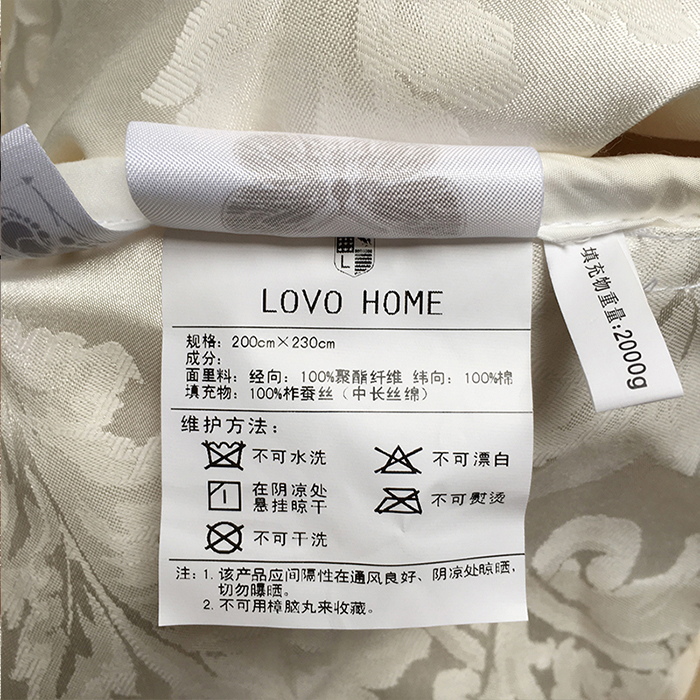 L
LOVO HOME
规格: 200cm×230cm
成分:
面里料: 经向: 100%聚酯纤维 纬向: 100%棉
填充物: 100%柞蚕丝（中长丝绵）
维护方法:
不可水洗
不可漂白
在阴凉处
悬挂晾干
不可熨烫
不可干洗
注: 1. 该产品应间隔性在通风良好、阴凉处晾晒,
切勿曝晒。
2. 不可用樟脑丸来收藏。
填充物重量:2000g